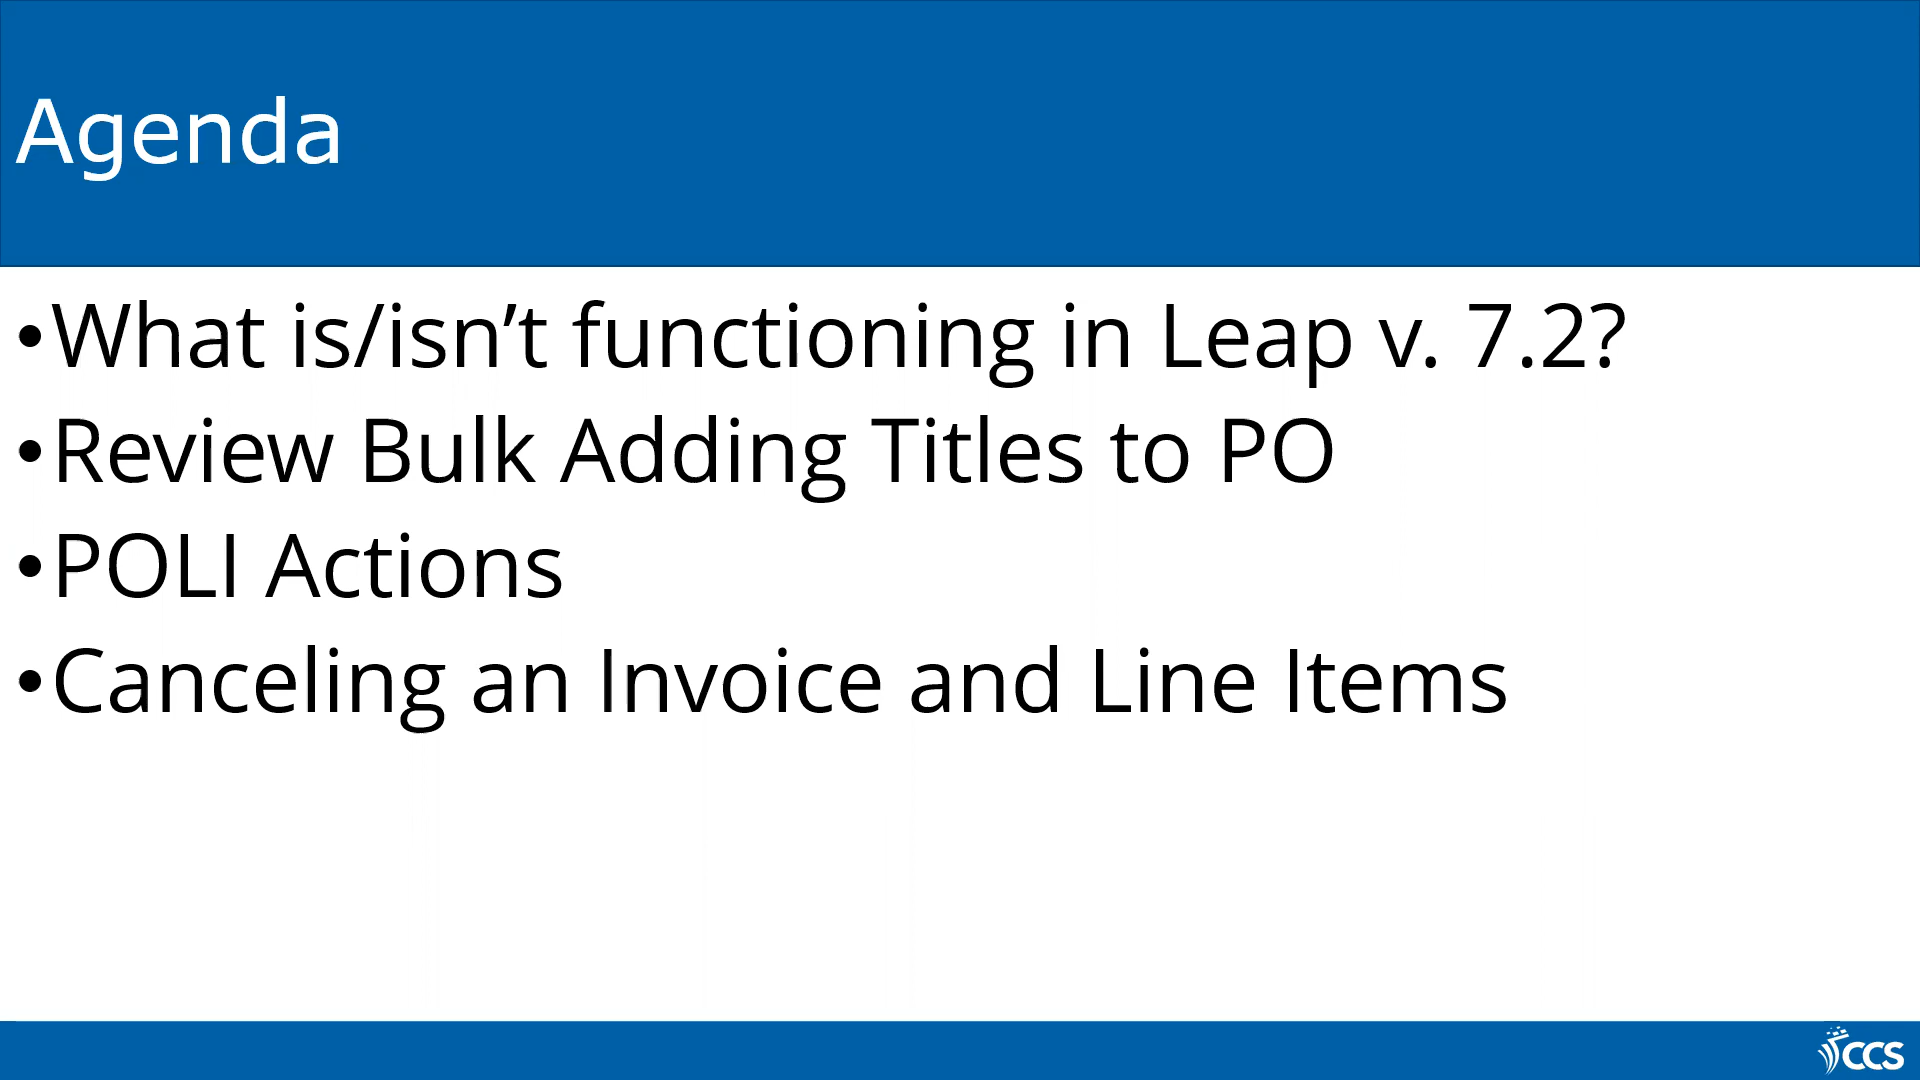 Agenda
•What is/isn’t functioning in Leap v. 7.2?
•Review Bulk Adding Titles to PO
•POLI Actions
•Canceling an Invoice and Line Items
CCS